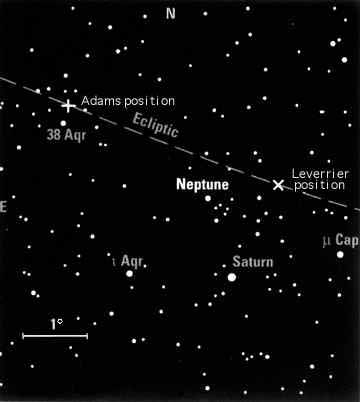 N
Adams position
38 Aqr
Ecliptic
Leverrier
position
Neptune
E
μ Cap
ι Aqr
Saturn
1°